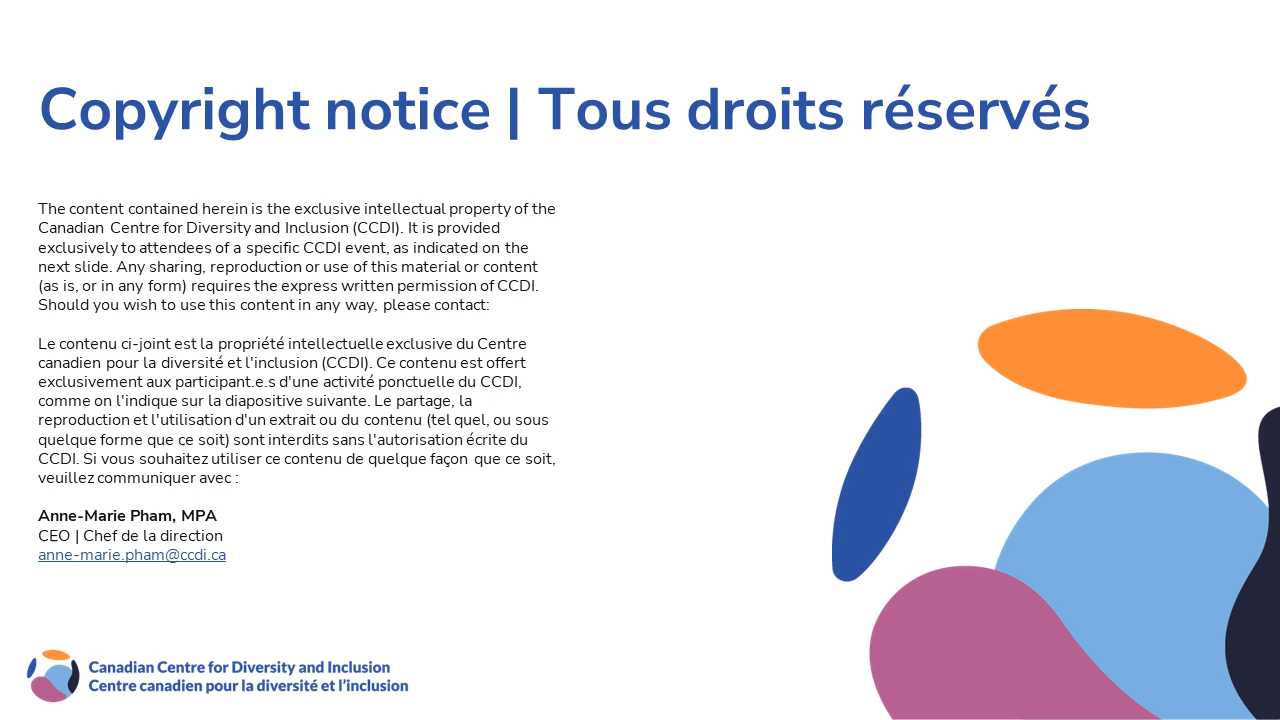 Copyright notice | Tous droits réservés
The content contained herein is the exclusive intellectual property of the
Canadian Centre for Diversity and Inclusion (CCDI). It is provided
exclusively to attendees of a specific CCDI event, as indicated on the
next slide. Any sharing, reproduction or use of this material or content
(as is, or in any form) requires the express written permission of CCDI.
Should you wish to use this content in any way, please contact:
Le contenu ci-joint est la propriété intellectuelle exclusive du Centre
canadien pour la diversité et l'inclusion (CCDI). Ce contenu est offert
exclusivement aux participant.e.s d'une activité ponctuelle du CCDI,
comme on l'indique sur la diapositive suivante. Le partage, la
reproduction et l'utilisation d'un extrait ou du contenu (tel quel, ou sous
quelque forme que ce soit) sont interdits sans l'autorisation écrite du
CCDI. Si vous souhaitez utiliser ce contenu de quelque façon que ce soit,
veuillez communiquer avec :
Anne-Marie Pham, MPA
CEO | Chef de la direction
anne-marie.pham@ccdi.ca
Canadian Centre for Diversity and Inclusion
Centre canadien pour la diversité et l’inclusion